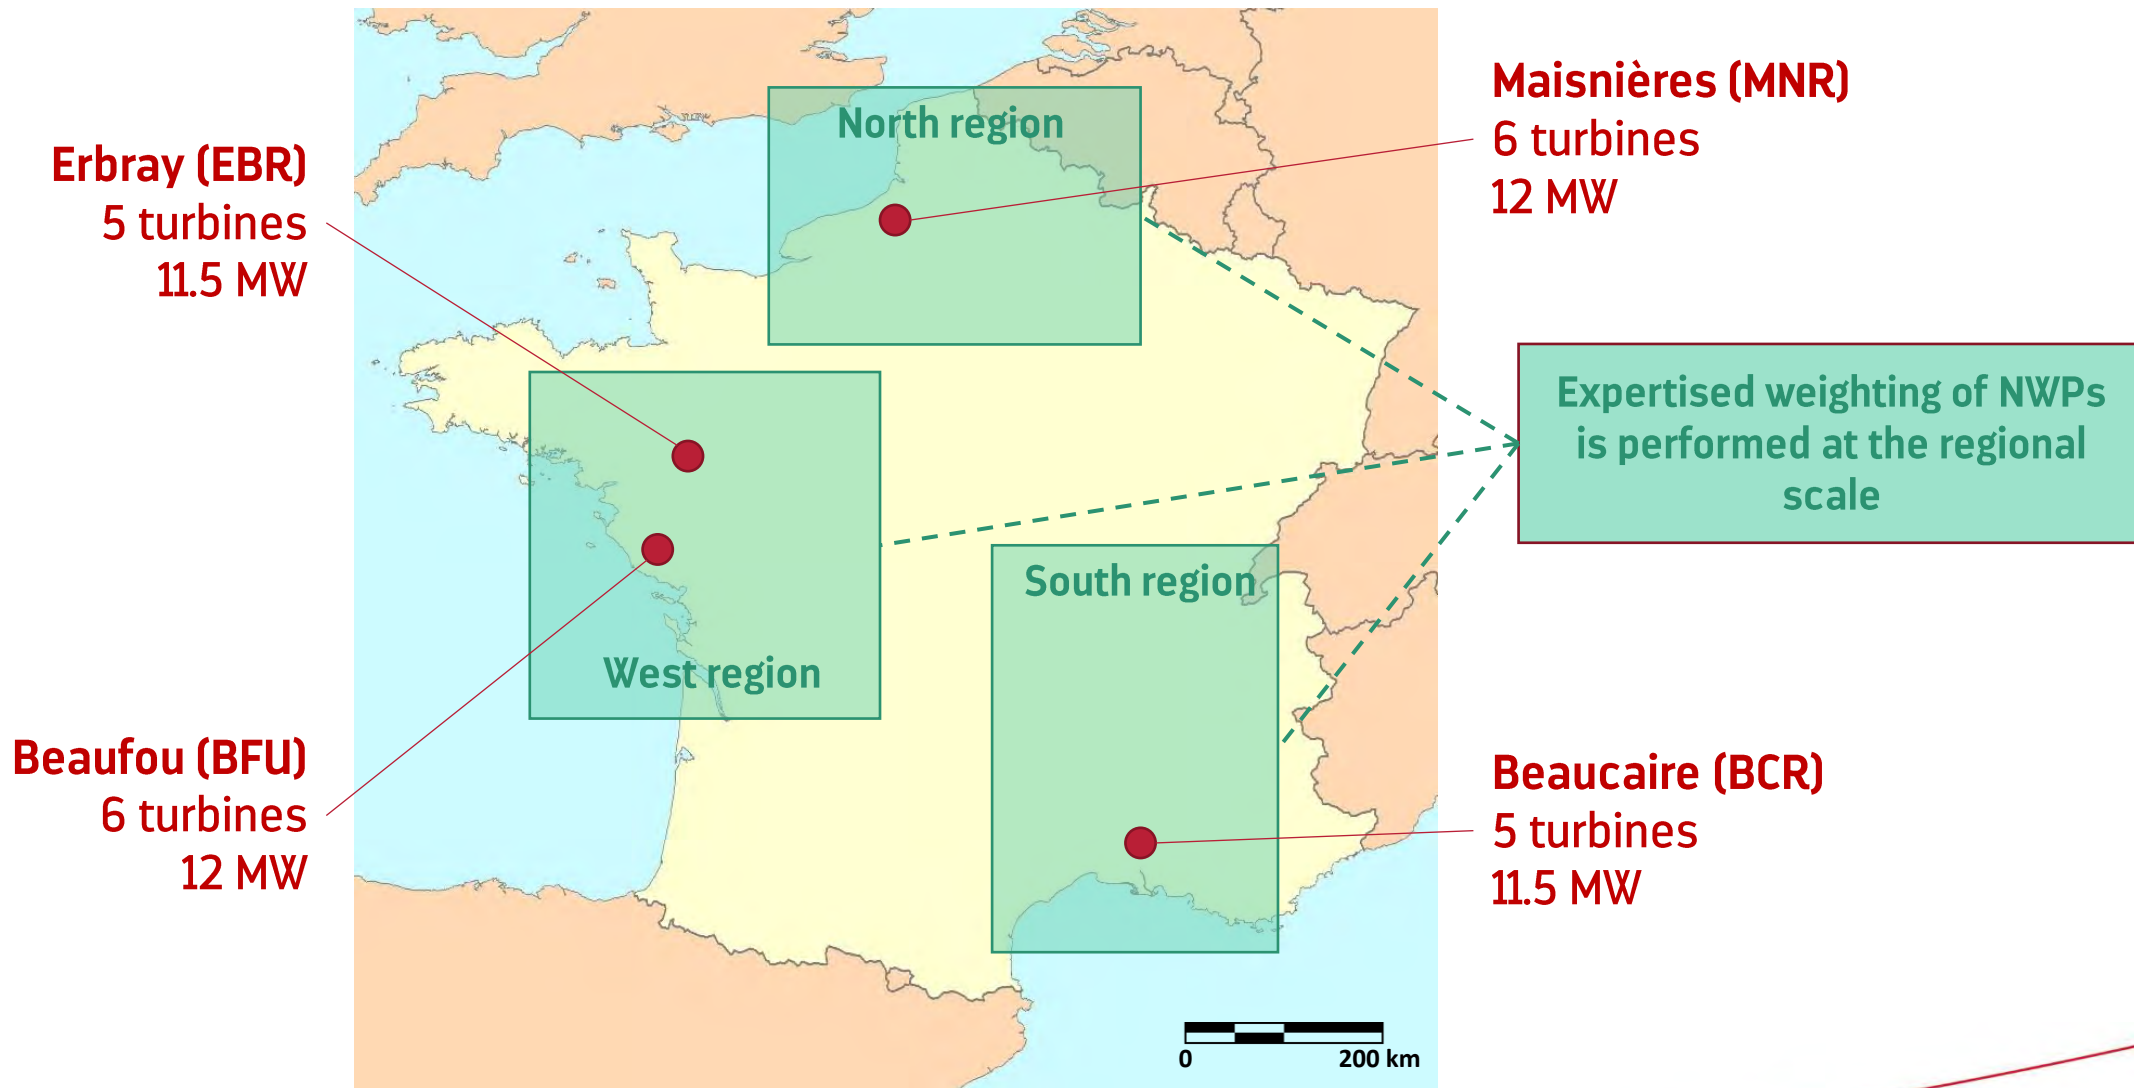 Erbray (EBR)
5 turbines
11.5 MW
Beaufou (BFU)
6 turbines
12 MW
North region
West region
South region
0
200 km
Maisnières (MNR)
6 turbines
12 MW
Expertised weighting of NWPs
is performed at the regional
scale
Beaucaire (BCR)
5 turbines
11.5 MW